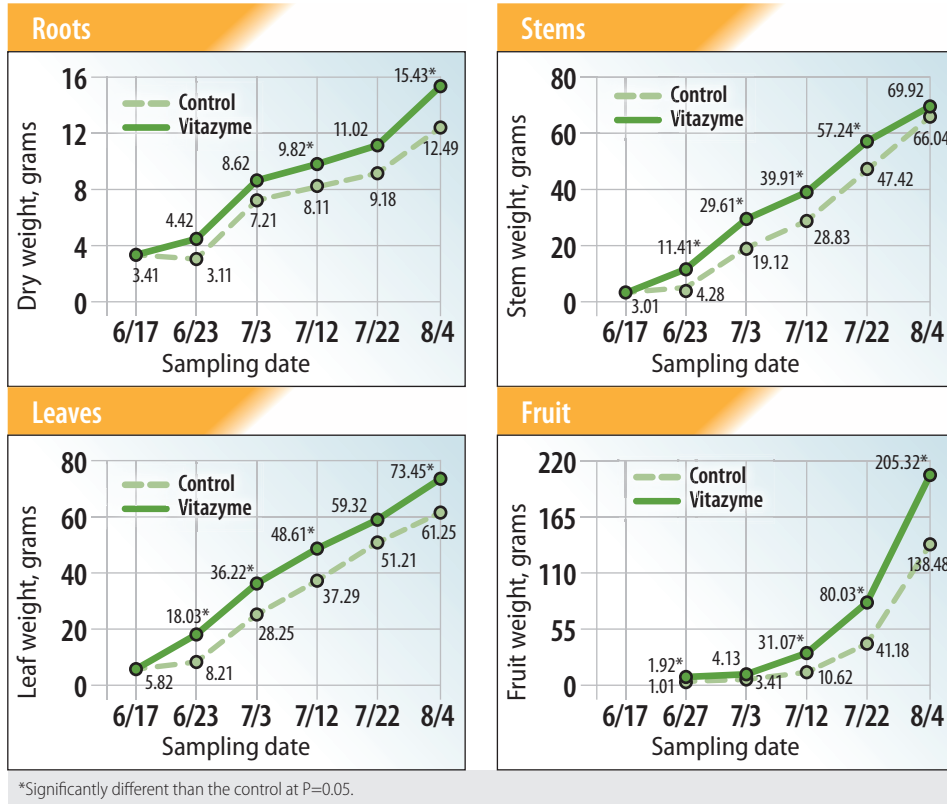 Roots
Dry weight, grams
16
12
8
4
0
Control
Vitazyme
3.41
4.42
3.11
8.62
7.21
9.82*
8.11
11.02
9.18
15.43*
12.49
6/17 6/23 7/3 7/12 7/22 8/4
Sampling date
Stems
Stem weight, grams
80
60
40
20
0
Control
Vitazyme
3.01
11.41*
4.28
29.61*
19.12
39.91*
28.83
57.24*
47.42
69.92
66.04
6/17 6/23 7/3 7/12 7/22 8/4
Sampling date
Leaves
Leaf weight, grams
80
60
40
20
0
Control
Vitazyme
5.82
18.03*
8.21
36.22*
28.25
48.61*
37.29
59.32
51.21
73.45*
61.25
6/17 6/23 7/3 7/12 7/22 8/4
Sampling date
Fruit
Fruit weight, grams
220
165
110
55
0
Control
Vitazyme
1.92*
1.01
4.13
3.41
31.07*
10.62
80.03*
41.18
205.32*
138.48
6/17 6/27 7/3 7/12 7/22 8/4
Sampling date
*Significantly different than the control at P=0.05.